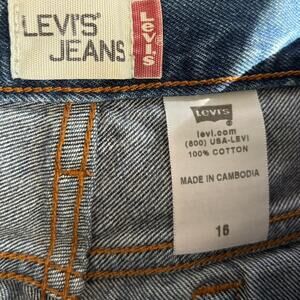 LEVI'S
JEANS
Levi's
Levi's
levi.com
(800) USA-LEVI
100% COTTON
MADE IN CAMBODIA
16